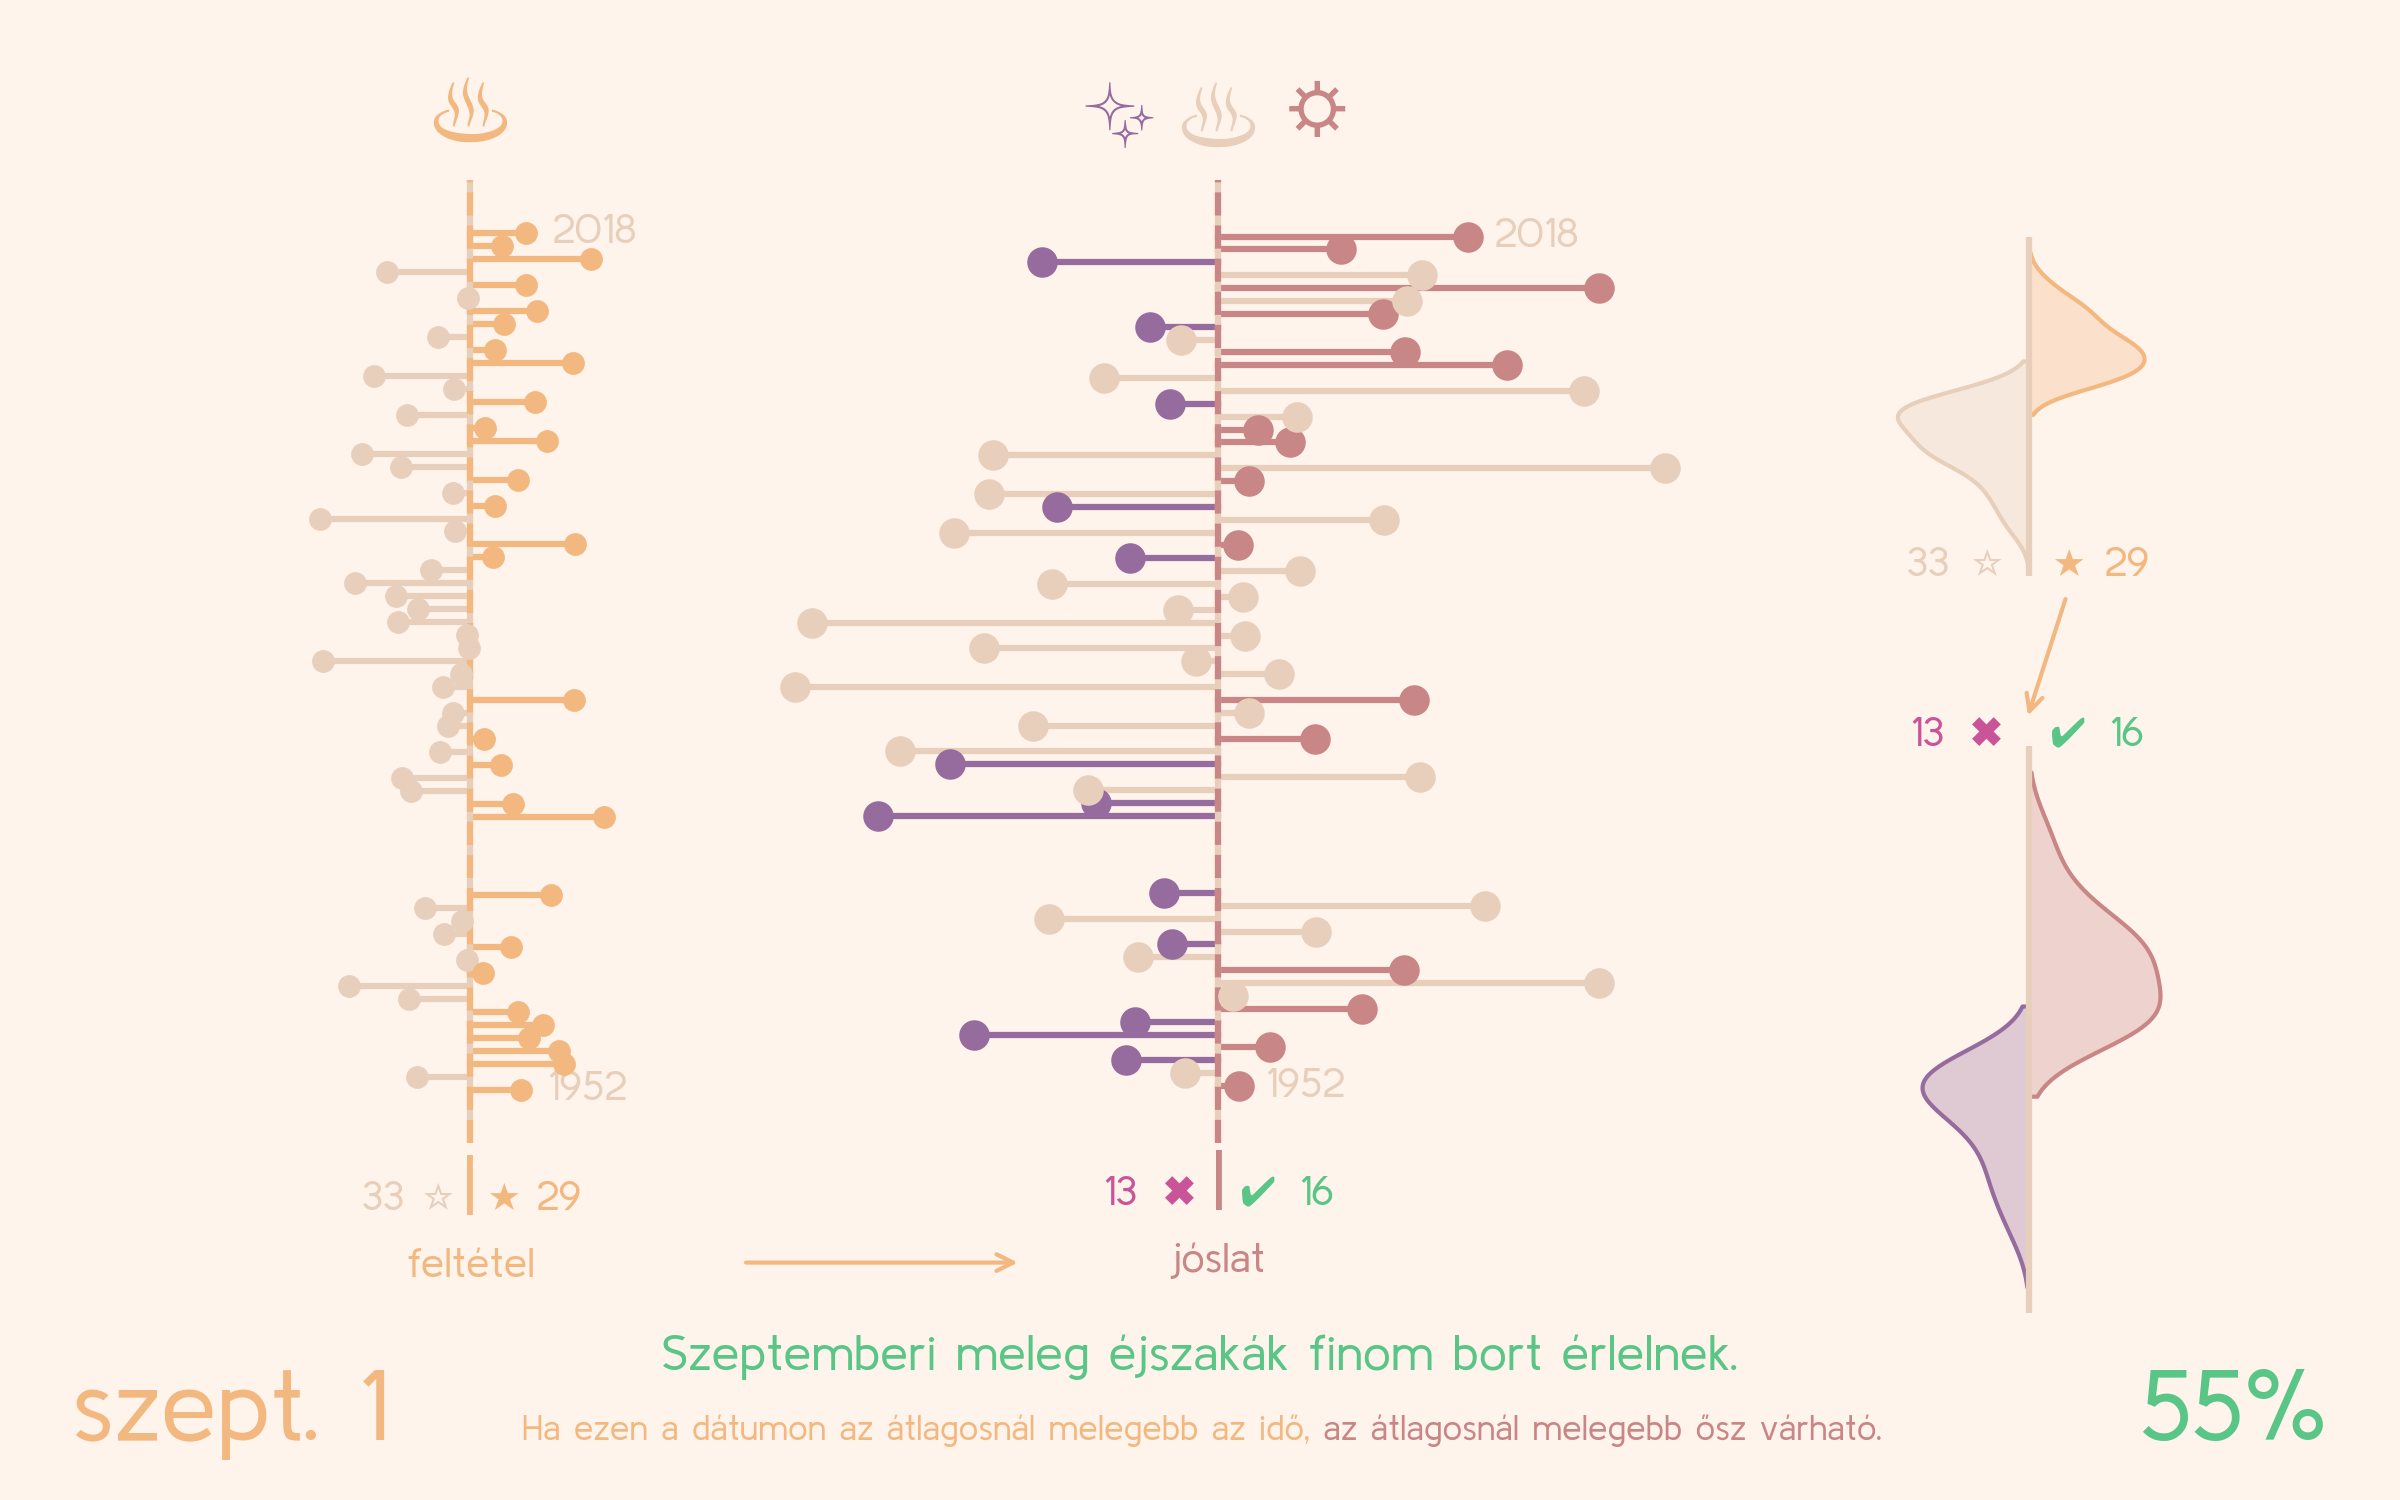 2018
2018
1952
1952
33 ☆ ★ 29
13 ✖ ✔ 16
33 ☆ ★ 29
13 ✖ ✔ 16
feltétel
jóslat
Szeptemberi meleg éjszakák finom bort érlelnek.
szept. 1
Ha ezen a dátumon az átlagosnál melegebb az idő, az átlagosnál melegebb ősz várható.
55%